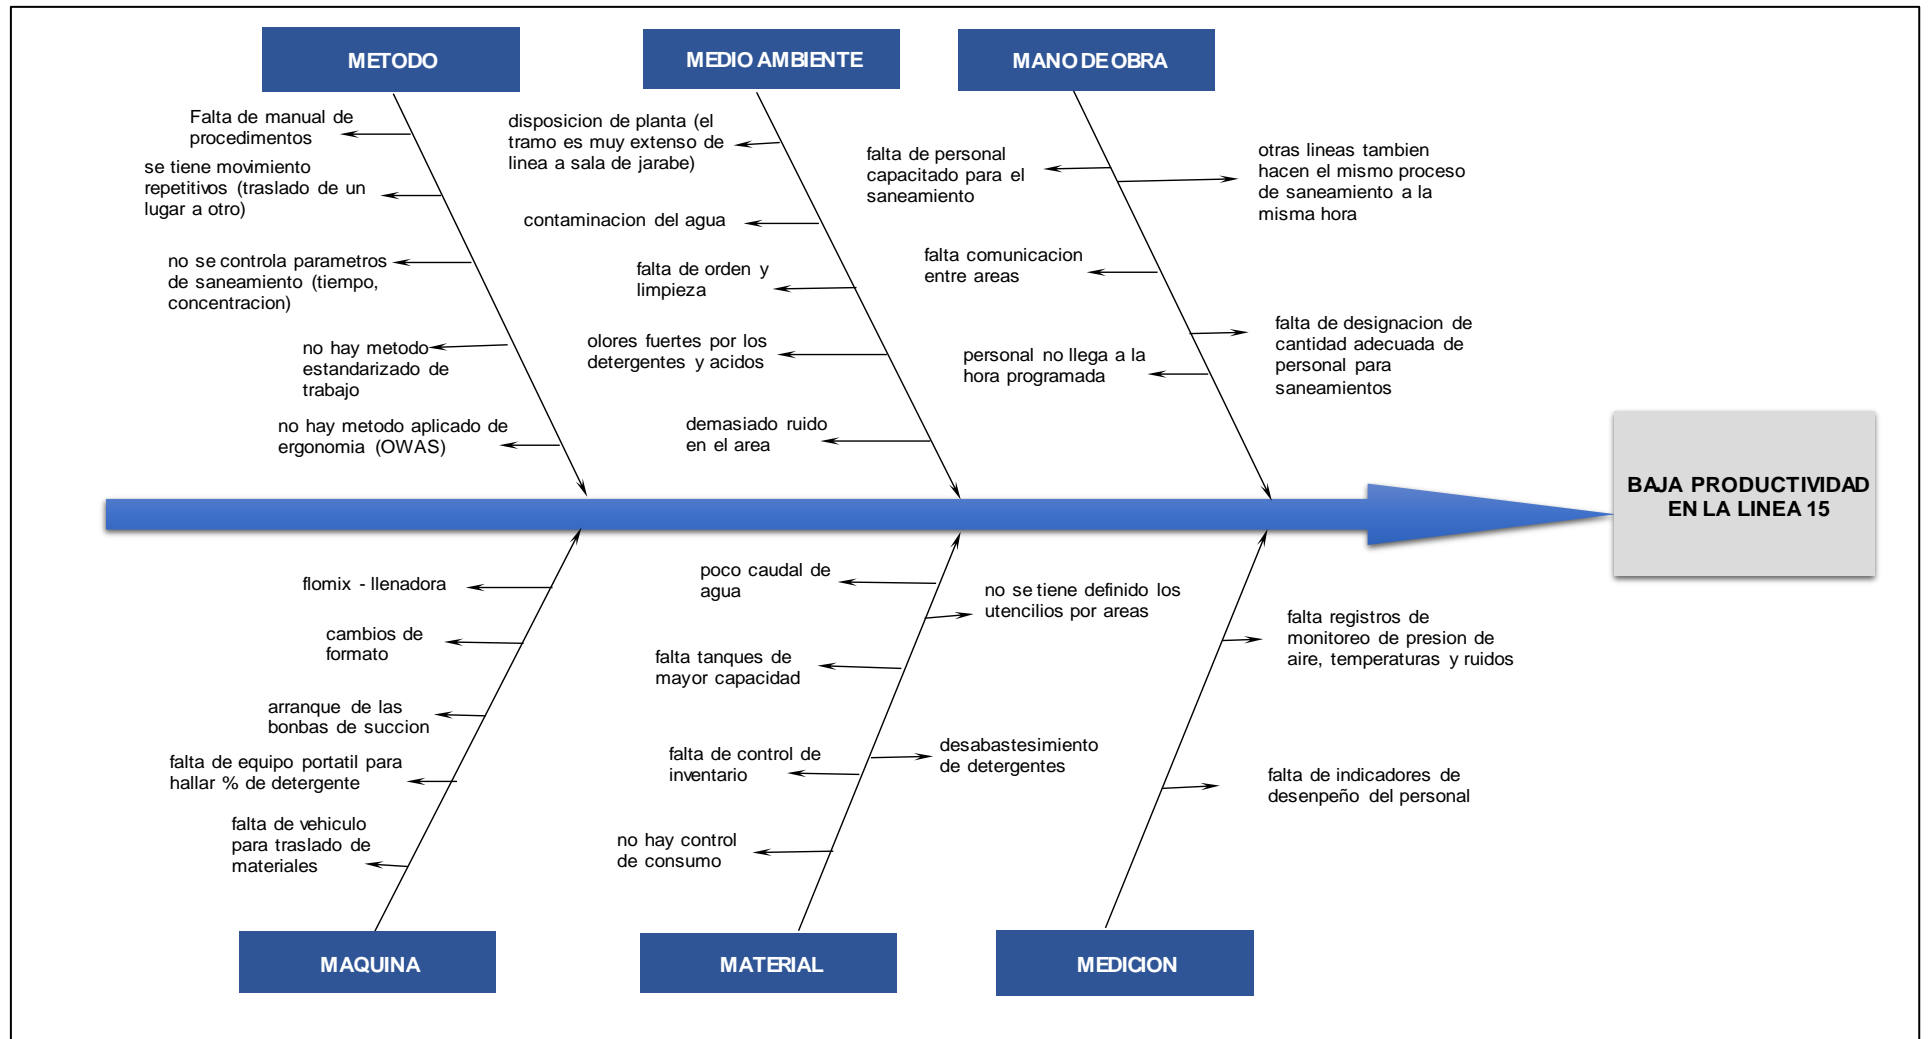 METODO
MEDIO AMBIENTE
MANO DE OBRA
Falta de manual de
procedimentos
se tiene movimiento
repetitivos (traslado de un
lugar a otro)
no se controla parametros
de saneamiento (tiempo,
concentracion)
no hay metodo
estandarizado de
trabajo
no hay metodo aplicado de
ergonomia (OWAS)
disposicion de planta (el
tramo es muy extenso de
linea a sala de jarabe)
contaminacion del agua
falta de orden y
limpieza
olores fuertes por los
detergentes y acidos
demasiado ruido
en el area
falta de personal
capacitado para el
saneamiento
falta comunicacion
entre areas
personal no llega a la
hora programada
otras lineas tambien
hacen el mismo proceso
de saneamiento a la
misma hora
falta de designacion de
cantidad adecuada de
personal para
saneamientos
BAJA PRODUCTIVIDAD
EN LA LINEA 15
flomix - llenadora
cambios de
formato
arranque de las
bonbas de succion
falta de equipo portatil para
hallar % de detergente
falta de vehiculo
para traslado de
materiales
poco caudal de
agua
falta tanques de
mayor capacidad
falta de control de
inventario
no hay control
de consumo
no se tiene definido los
utencilios por areas
desabastesimiento
de detergentes
falta registros de
monitoreo de presion de
aire, temperaturas y ruidos
falta de indicadores de
desenpeño del personal
MAQUINA
MATERIAL
MEDICION